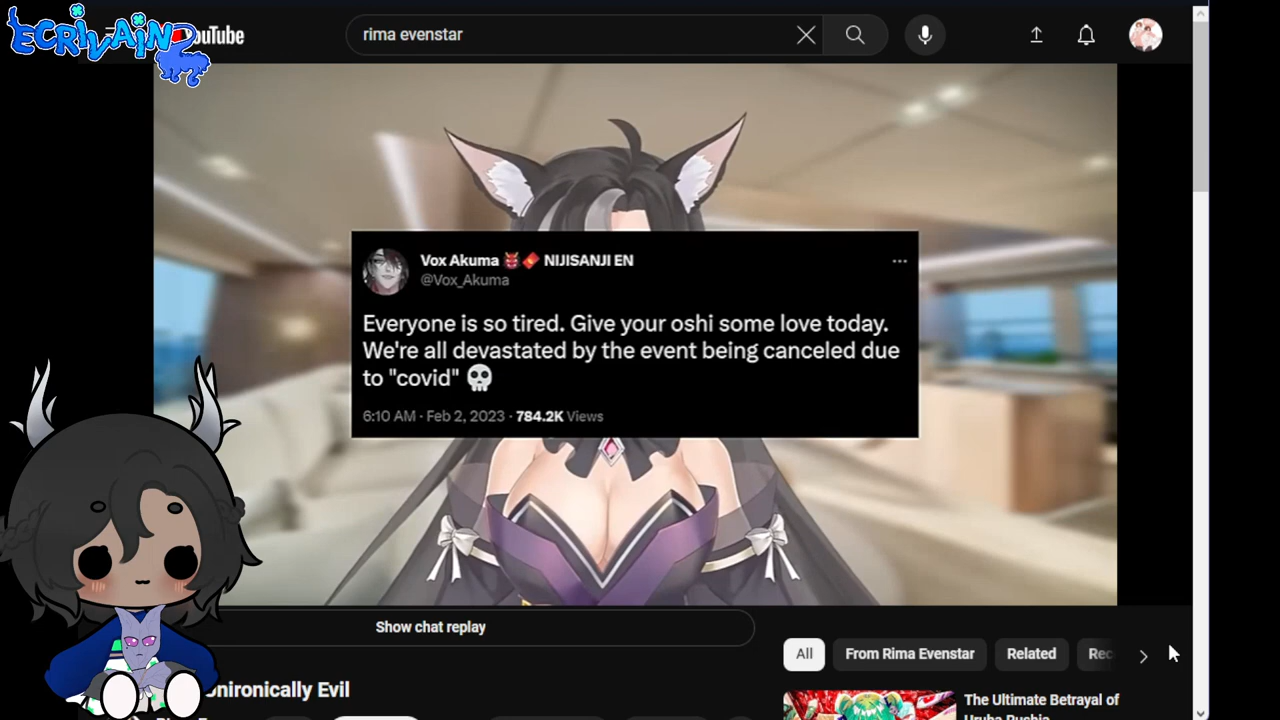 ECRIVAIN
ouTube
rima evenstar
Vox Akuma 👹🧧 NIJISANJI EN
@Vox_Akuma
Everyone is so tired. Give your oshi some love today.
We're all devastated by the event being canceled due
to "covid" 💀
6:10 AM · Feb 2, 2023 · 784.2K Views
Show chat replay
All
From Rima Evenstar
Related
Rec
nironically Evil
The Ultimate Betrayal of